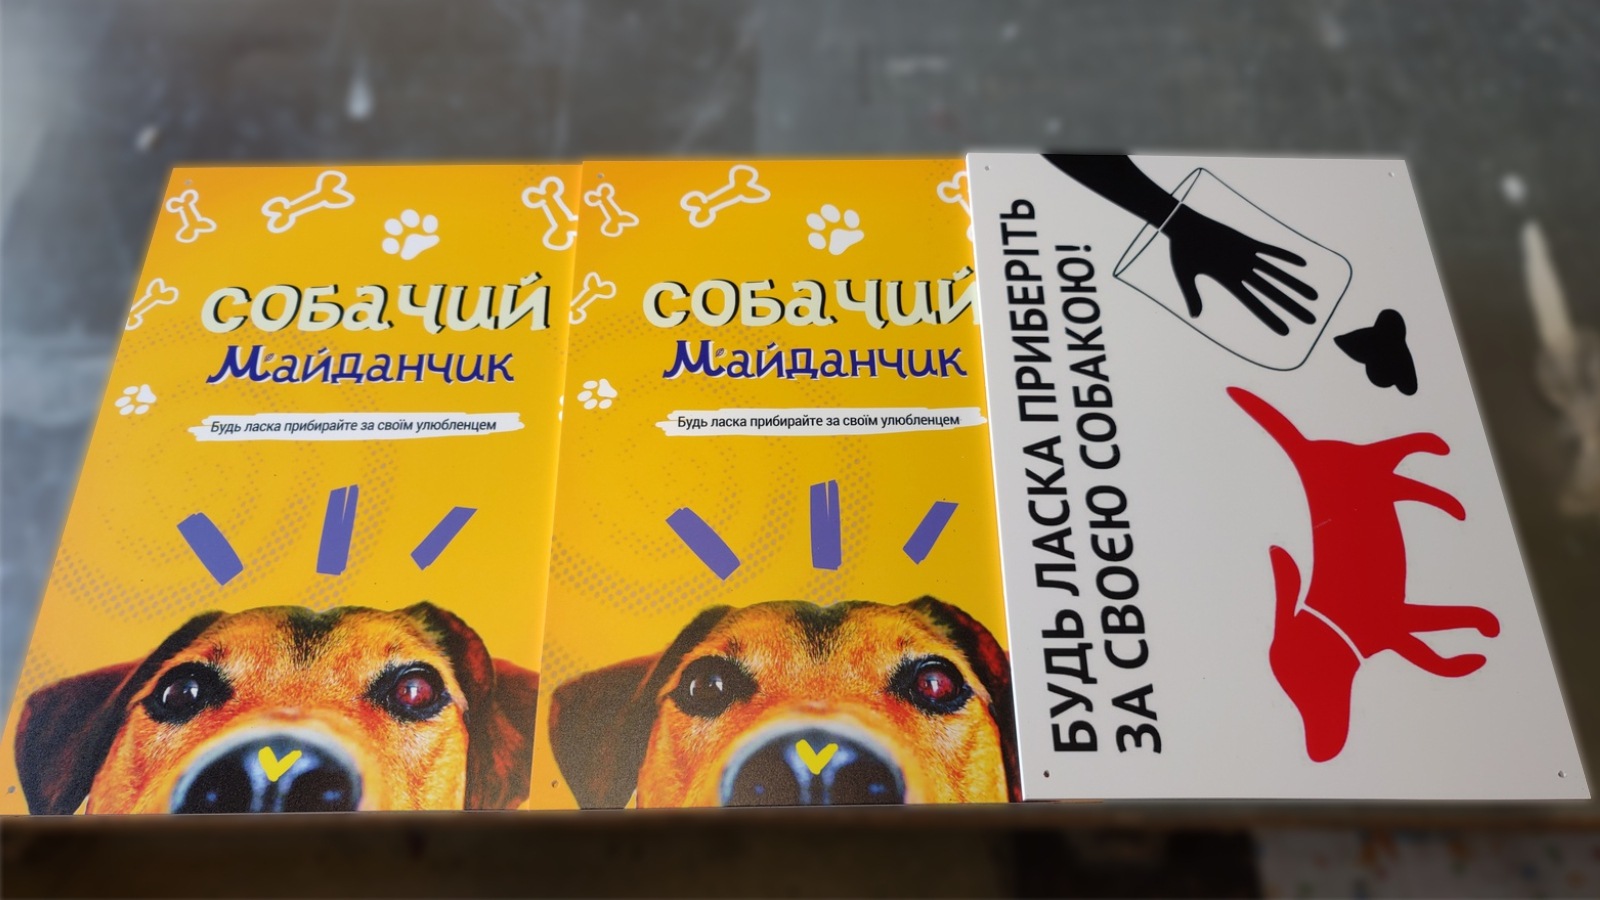 СОБАЧИЙ
Майданчик
Будь ласка прибирайте за своїм улюбленцем
СОБАЧИЙ
Майданчик
Будь ласка прибирайте за своїм улюбленцем
БУДЬ ЛАСКА ПРИБЕРІТЬ
ЗА СВОЄЮ СОБАКОЮ!